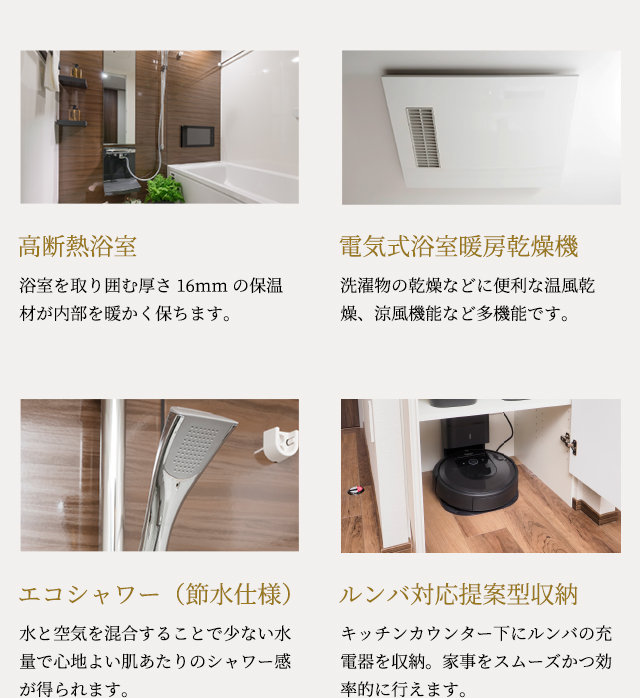 高断熱浴室
浴室を取り囲む厚さ 16mm の保温
材が内部を暖かく保ちます。
電気式浴室暖房乾燥機
洗濯物の乾燥などに便利な温風乾
燥、涼風機能など多機能です。
エコシャワー（節水仕様）
水と空気を混合することで少ない水
量で心地よい肌あたりのシャワー感
が得られます。
ルンバ対応提案型収納
キッチンカウンター下にルンバの充
電器を収納。家事をスムーズかつ効
率的に行えます。